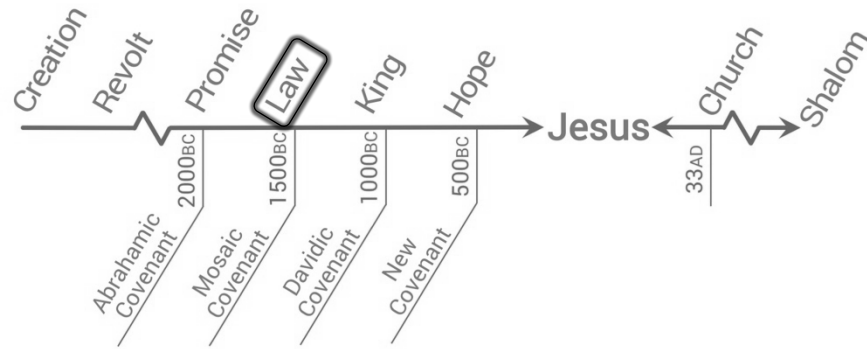 Creation
Revolt
Promise
Law
King
Hope
Jesus
Church
Shalom
2000BC
1500BC
1000BC
500BC
33AD
Abrahamic
Covenant
Mosaic
Covenant
Davidic
Covenant
New
Covenant